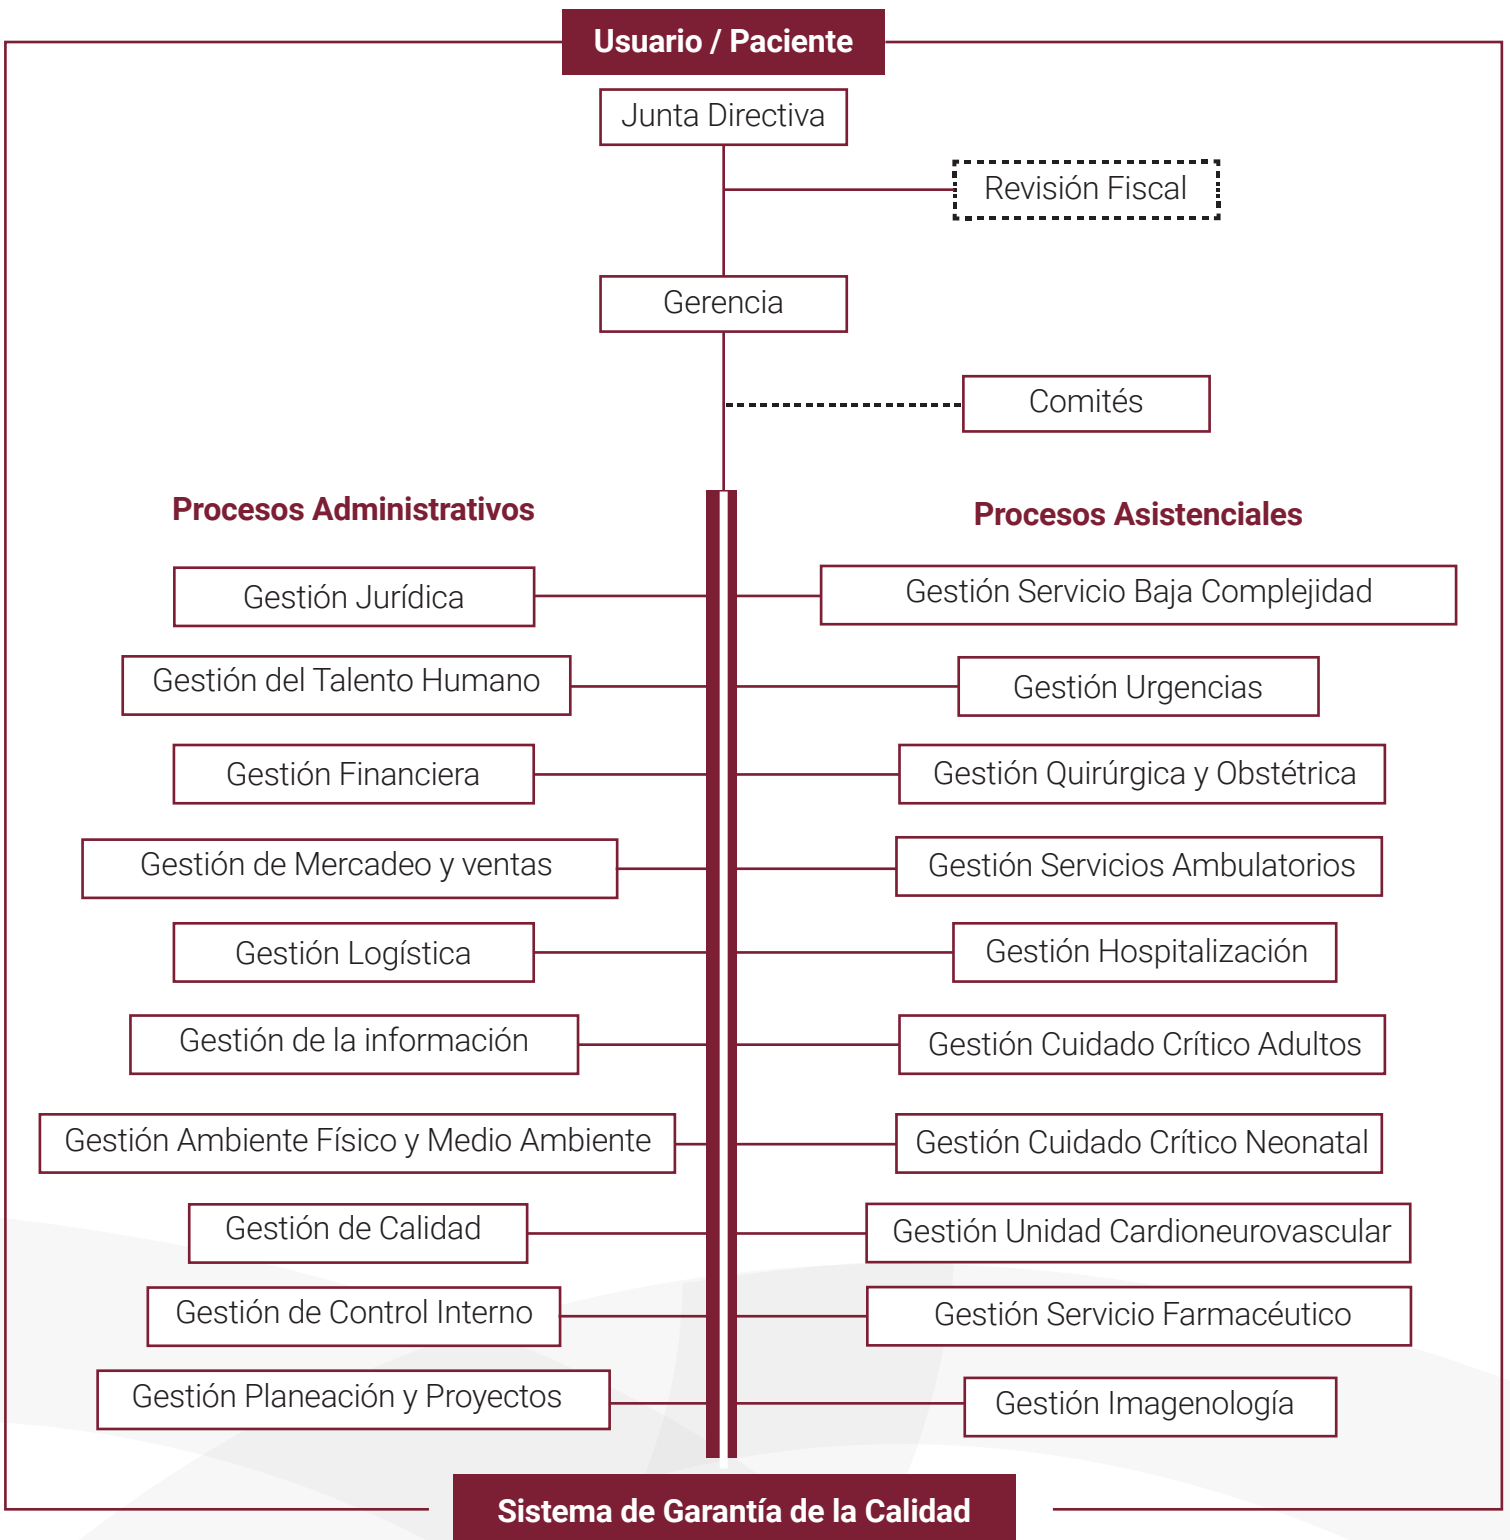 Usuario / Paciente
Junta Directiva
Revisión Fiscal
Gerencia
Comités
Procesos Administrativos
Gestión Jurídica
Gestión del Talento Humano
Gestión Financiera
Gestión de Mercadeo y ventas
Gestión Logística
Gestión de la información
Gestión Ambiente Físico y Medio Ambiente
Gestión de Calidad
Gestión de Control Interno
Gestión Planeación y Proyectos
Procesos Asistenciales
Gestión Servicio Baja Complejidad
Gestión Urgencias
Gestión Quirúrgica y Obstétrica
Gestión Servicios Ambulatorios
Gestión Hospitalización
Gestión Cuidado Crítico Adultos
Gestión Cuidado Crítico Neonatal
Gestión Unidad Cardioneurovascular
Gestión Servicio Farmacéutico
Gestión Imagenología
Sistema de Garantía de la Calidad